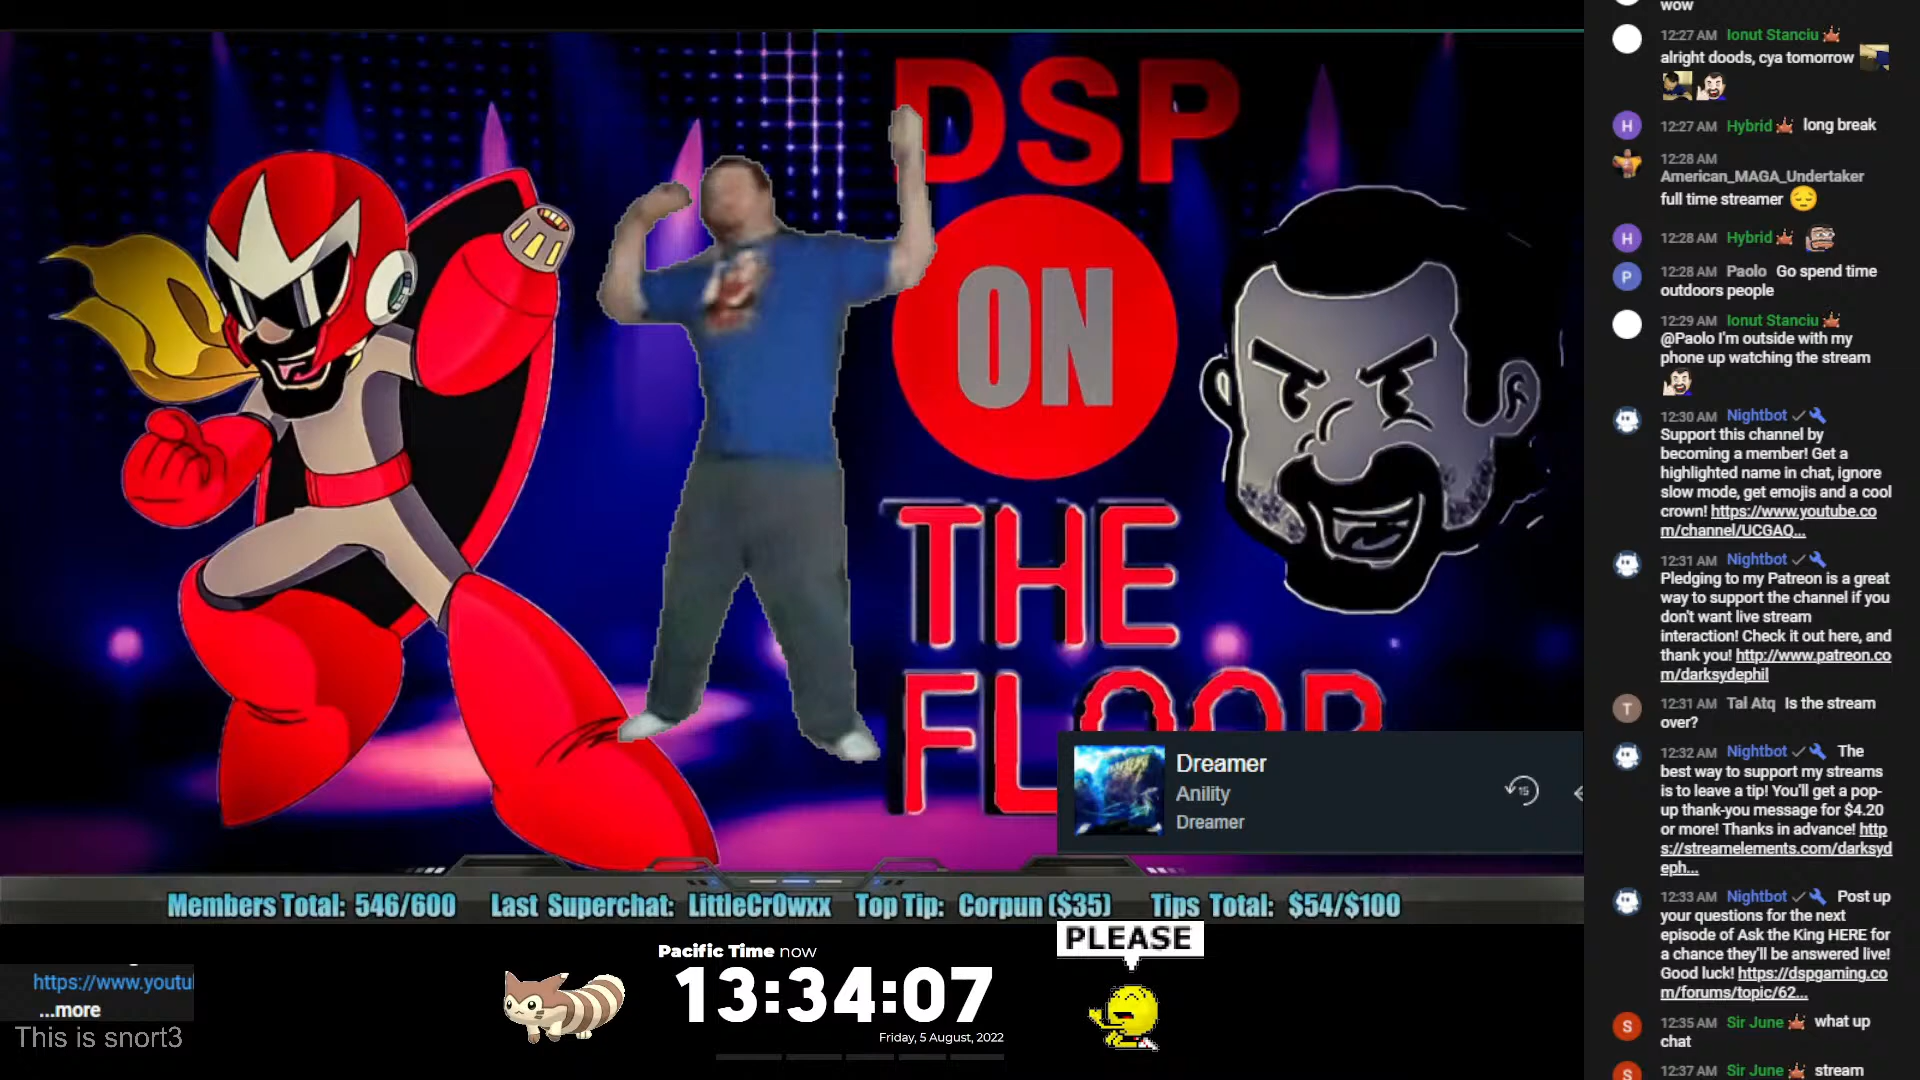 DSP
ON
THE
FLOOR
Dreamer
Anility
Dreamer
15
Members Total: 546/600 Last Superchat: LittleCr0wxx Top Tip: Corpun ($35) Tips Total: $54/$100
PLEASE
Pacific Time now
13:34:07
Friday, 5 August, 2022
https://www.youtu
...more
This is snort3
wow
12:27 AM Ionut Stanciu
alright doods, cya tomorrow
H 12:27 AM Hybrid long break
12:28 AM
American_MAGA_Undertaker
full time streamer
H 12:28 AM Hybrid
P 12:28 AM Paolo Go spend time
outdoors people
12:29 AM Ionut Stanciu
@Paolo I'm outside with my
phone up watching the stream
12:30 AM Nightbot
Support this channel by
becoming a member! Get a
highlighted name in chat, ignore
slow mode, get emojis and a cool
crown! https://www.youtube.co
m/channel/UCGAQ...
12:31 AM Nightbot
Pledging to my Patreon is a great
way to support the channel if you
don't want live stream
interaction! Check it out here, and
thank you! http://www.patreon.co
m/darksydephil
T 12:31 AM Tal Atq Is the stream
over?
12:32 AM Nightbot The
best way to support my streams
is to leave a tip! You'll get a pop-
up thank-you message for $4.20
or more! Thanks in advance! http
s://streamelements.com/darksyd
eph...
12:33 AM Nightbot Post up
your questions for the next
episode of Ask the King HERE for
a chance they'll be answered live!
Good luck! https://dspgaming.co
m/forums/topic/62...
S 12:35 AM Sir June what up
chat
S 12:37 AM Sir June stream